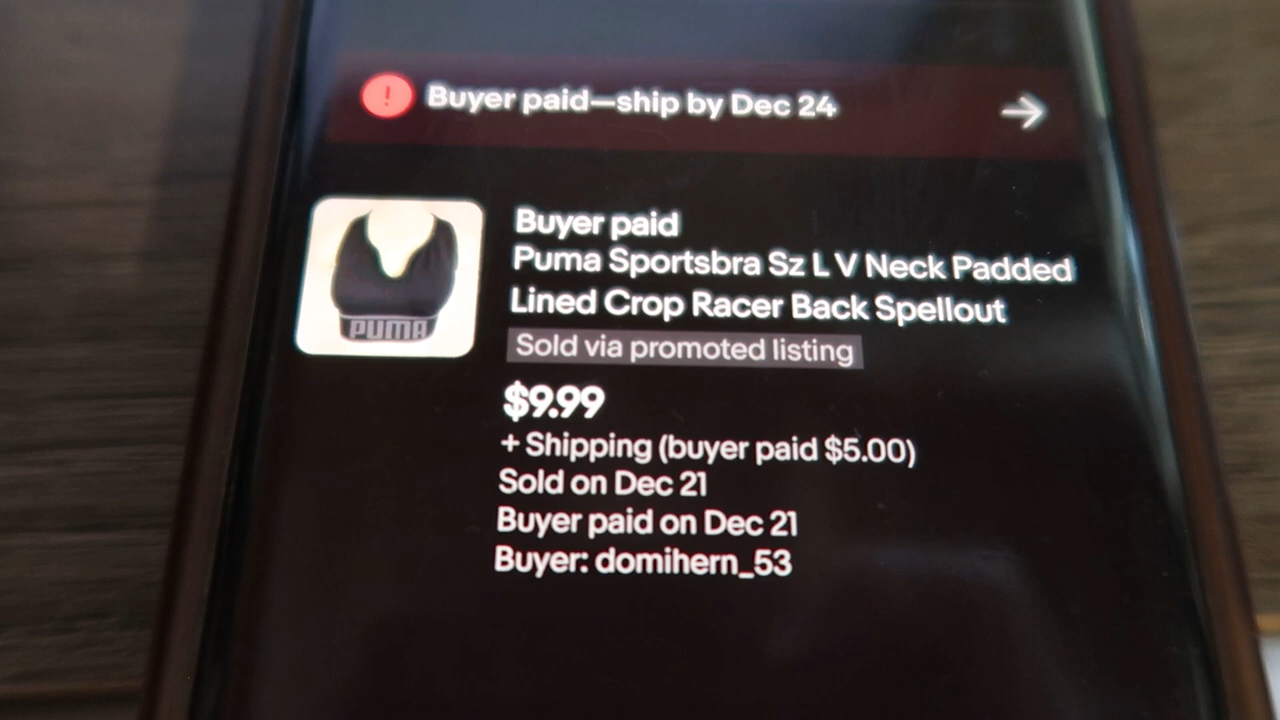 Buyer paid—ship by Dec 24
Buyer paid
Puma Sportsbra Sz L V Neck Padded
Lined Crop Racer Back Spellout
PUMA
Sold via promoted listing
$9.99
+ Shipping (buyer paid $5.00)
Sold on Dec 21
Buyer paid on Dec 21
Buyer: domihern_53